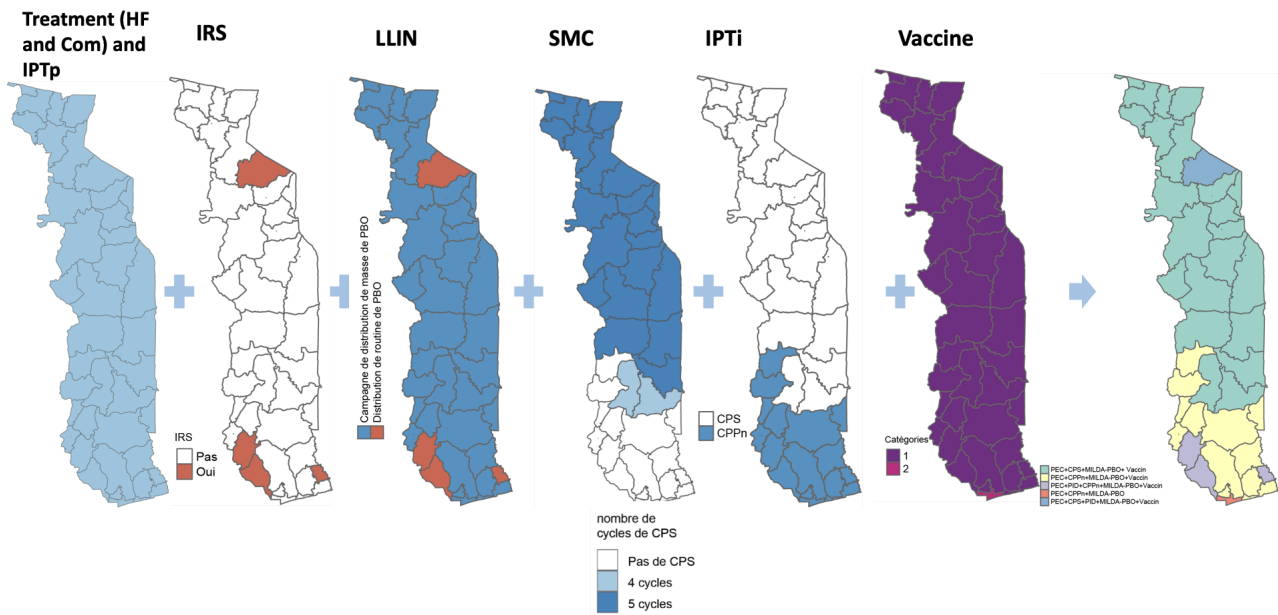 Treatment (HF
and Com) and
IPTp
IRS
LLIN
SMC
IPTi
Vaccine
IRS
Pas
Oui
Campagne de distribution de masse de PBO
Distribution de routine de PBO
nombre de
cycles de CPS
Pas de CPS
4 cycles
5 cycles
CPS
CPPn
Catégories
1
2
PEC+CPS+MILDA-PBO+ Vaccin
PEC+CPPn+MILDA-PBO+Vaccin
PEC+PID+CPPn+MILDA-PBO+Vaccin
PEC+CPPn+MILDA-PBO
PEC+CPS+PID+MILDA-PBO+Vaccin